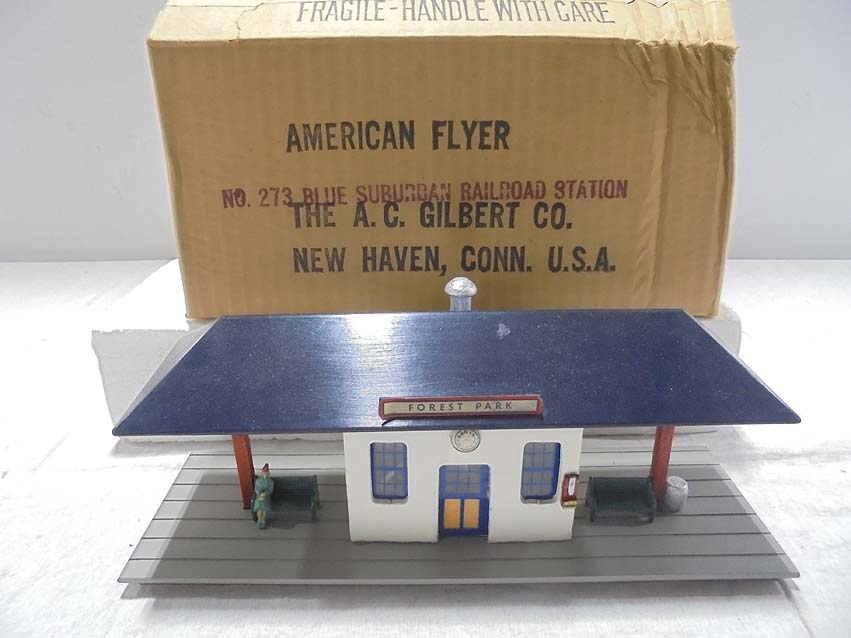 FRAGILE-HANDLE WITH CARE
AMERICAN FLYER
NO. 273 BLUE SUBURBAN RAILROAD STATION
THE A.C. GILBERT CO.
NEW HAVEN, CONN. U.S.A.
FOREST PARK